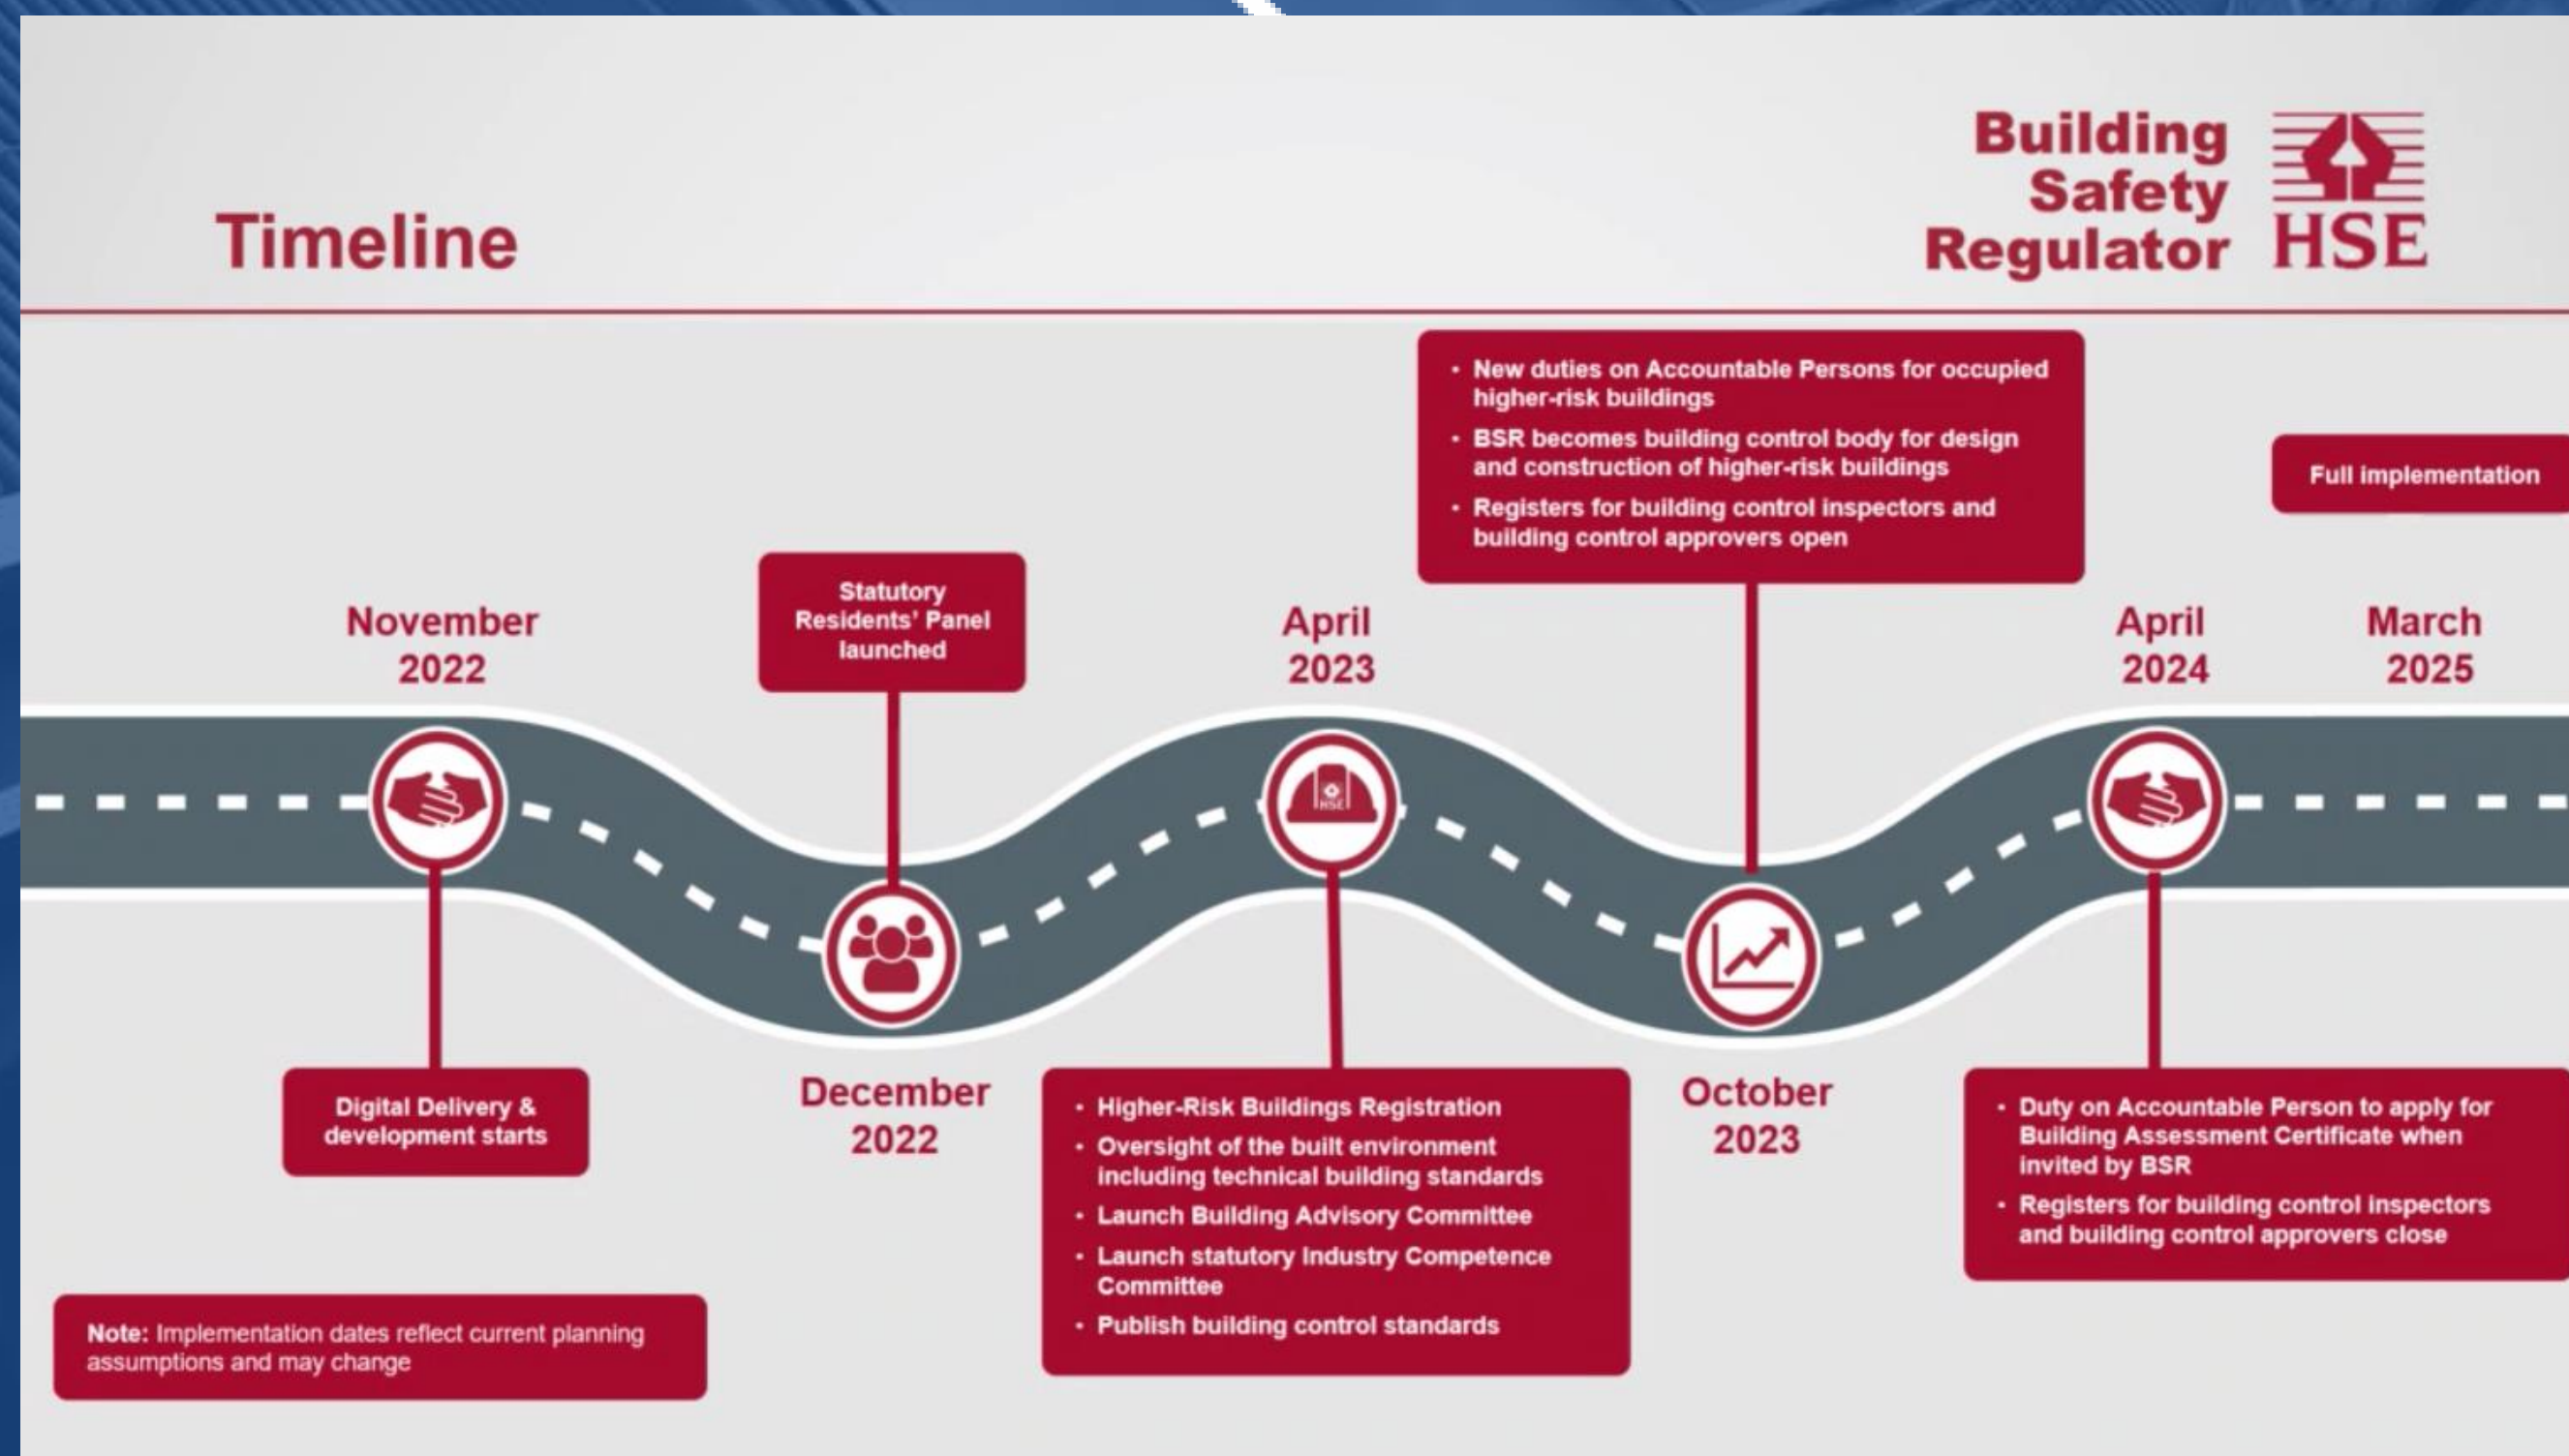 Building
Safety
Regulator
HSE
Timeline
• New duties on Accountable Persons for occupied
higher-risk buildings
• BSR becomes building control body for design
and construction of higher-risk buildings
• Registers for building control inspectors and
building control approvers open
Full implementation
Statutory
Residents’ Panel
launched
November
2022
April
2023
April
2024
March
2025
HSE
Digital Delivery &
development starts
December
2022
• Higher-Risk Buildings Registration
• Oversight of the built environment
including technical building standards
• Launch Building Advisory Committee
• Launch statutory Industry Competence
Committee
• Publish building control standards
October
2023
• Duty on Accountable Person to apply for
Building Assessment Certificate when
invited by BSR
• Registers for building control inspectors
and building control approvers close
Note: Implementation dates reflect current planning
assumptions and may change